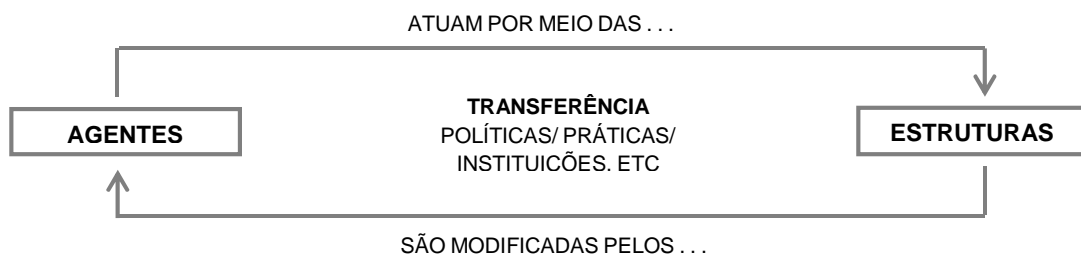 ATUAM POR MEIO DAS . . .
TRANSFERÊNCIA
AGENTES
POLÍTICAS/ PRÁTICAS/
ESTRUTURAS
INSTITUICÕES. ETC
SÃO MODIFICADAS PELOS . . .